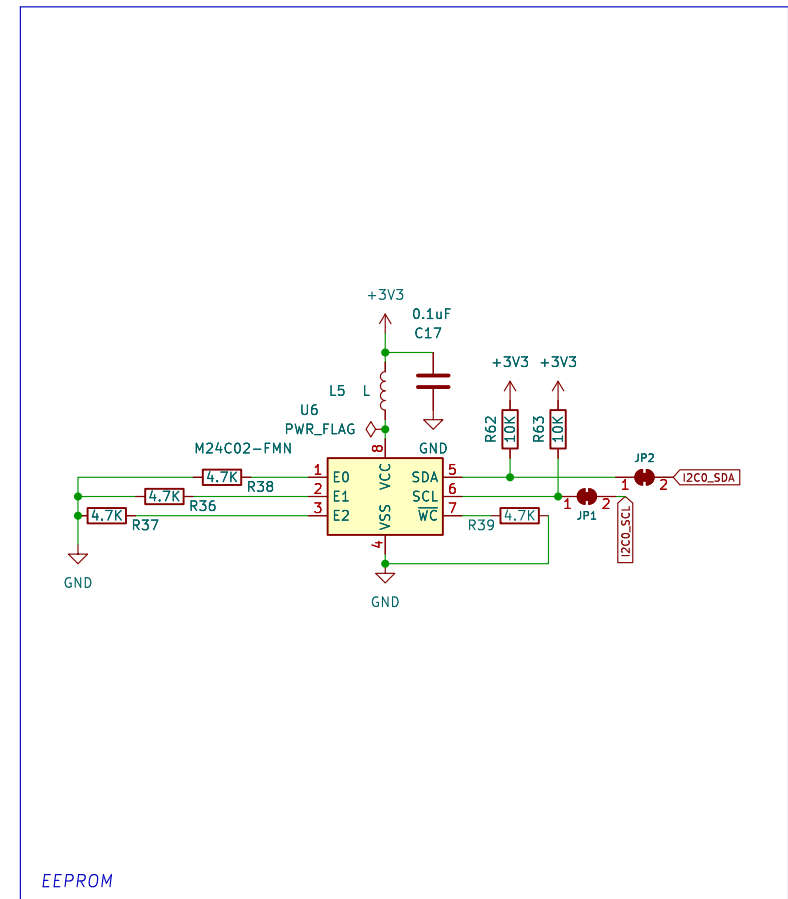 +3V3
0.1uF
C17
+3V3 +3V3
L5 L
U6
PWR_FLAG
R62 10K R63 10K
M24C02-FMN
8
GND
VCC
JP2
4.7K 1 E0 SDA 5 1 2 I2C0_SDA
R38
4.7K 2 E1 SCL 6 1 2
R36
JP1
4.7K 3 E2 WC 7 R39 4.7K
R37
VSS
I2C0_SCL
4
GND
GND
EEPROM